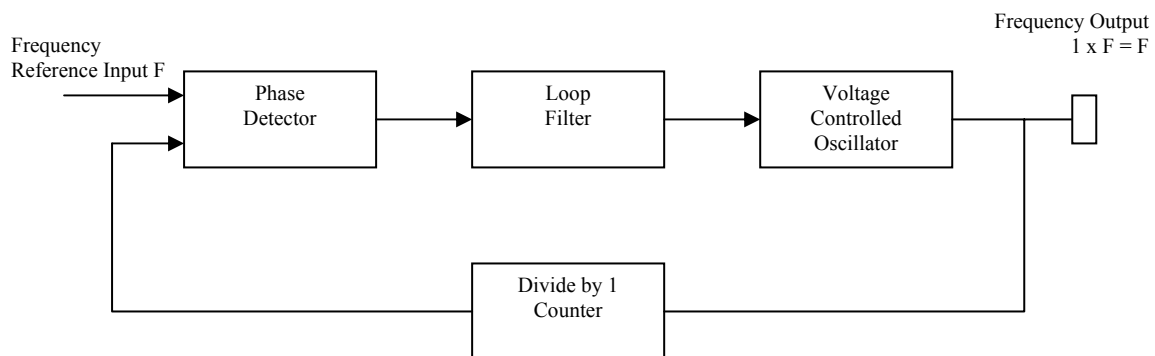 Frequency Output
1 x F = F
Frequency
Reference Input F
Phase
Detector
Loop
Filter
Voltage
Controlled
Oscillator
Divide by 1
Counter